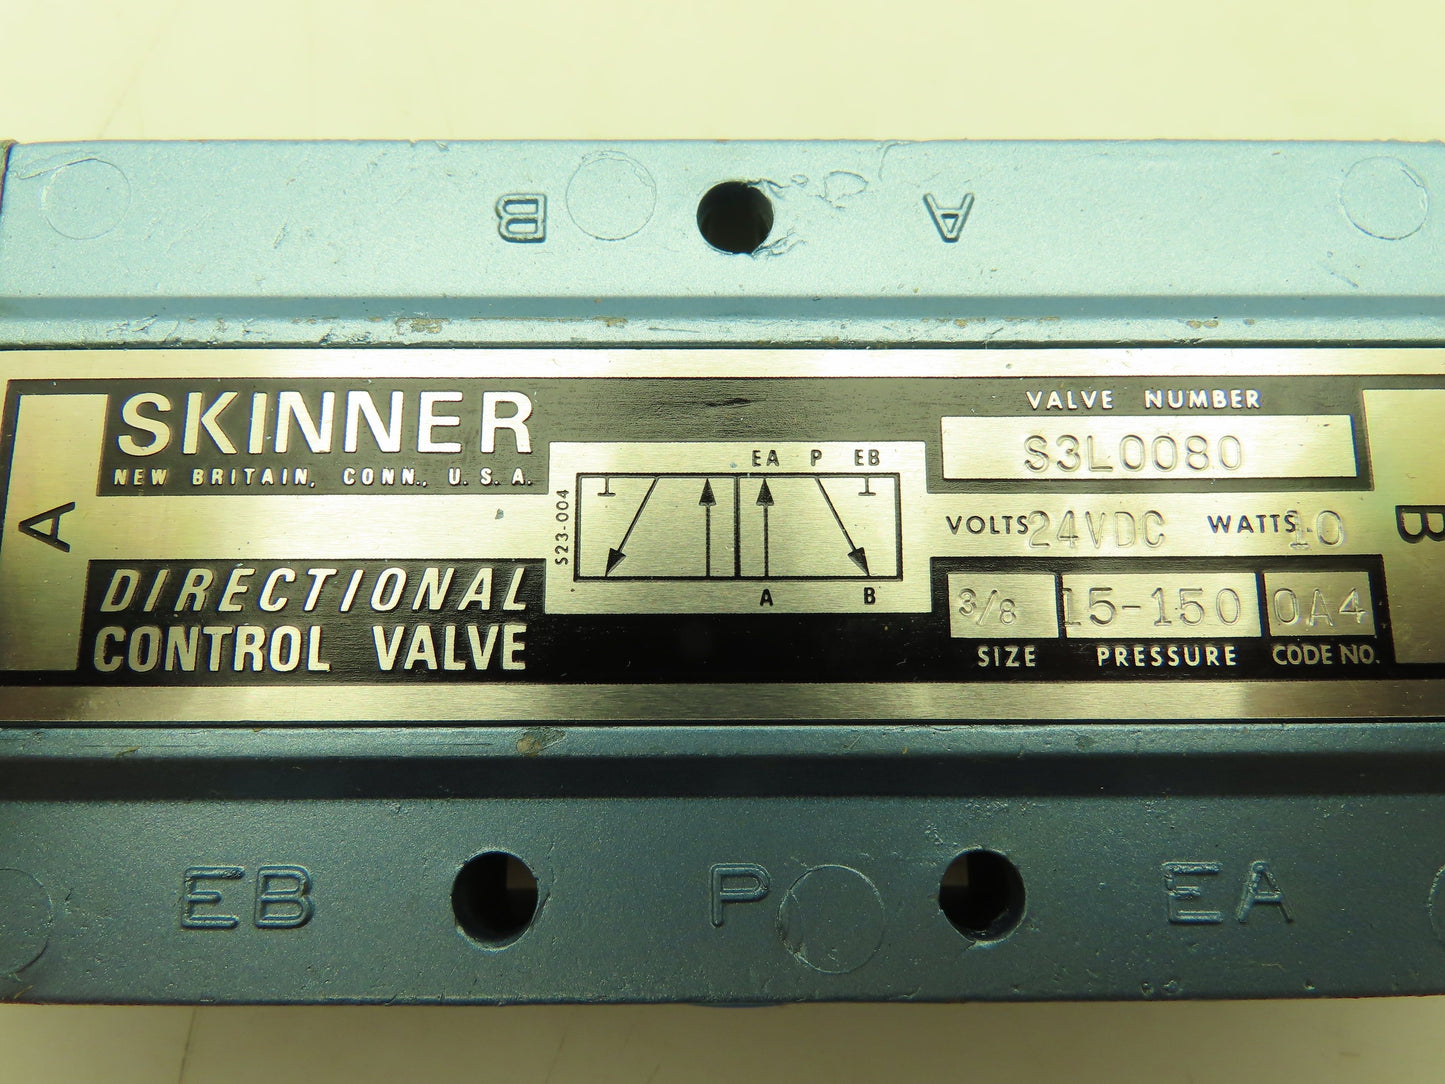 B A
SKINNER
NEW BRITAIN, CONN., U.S.A.
A
DIRECTIONAL
CONTROL VALVE
S23-004
EA P EB
A B
VALVE NUMBER
S3L0080
VOLTS 24VDC WATTS 10
3/8 15-150 0A4
SIZE PRESSURE CODE NO.
B
EB P EA